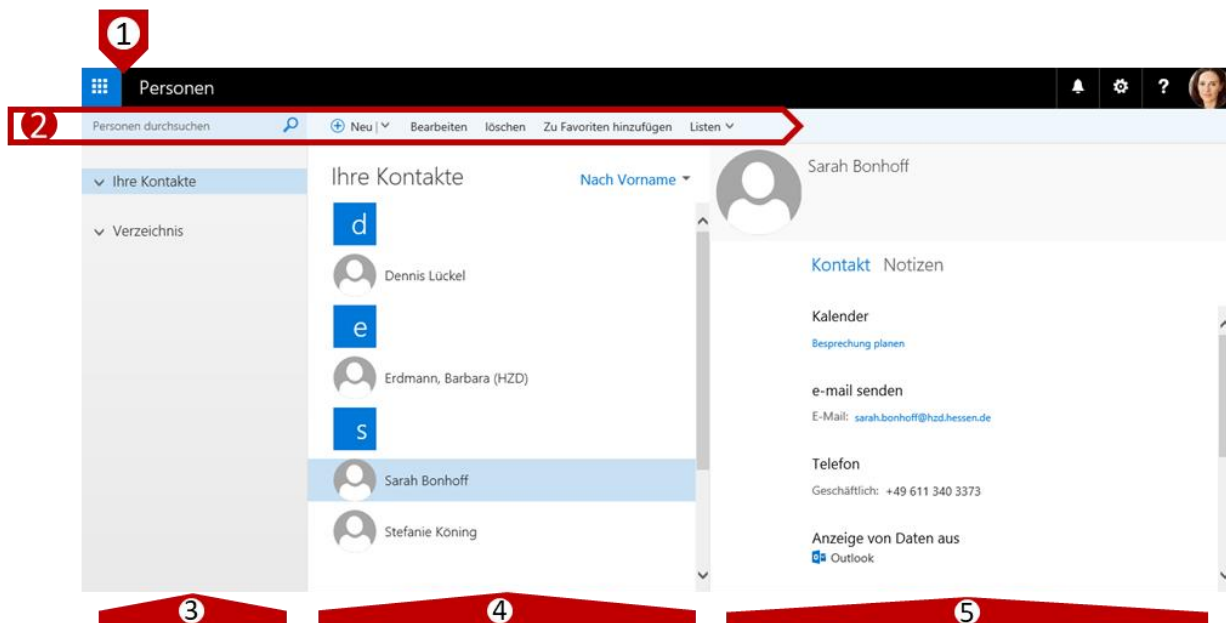 1
Personen
?
2
Personen durchsuchen
Neu | Bearbeiten löschen Zu Favoriten hinzufügen Listen
Ihre Kontakte
Verzeichnis
Ihre Kontakte
Nach Vorname
d
Dennis Lückel
e
Erdmann, Barbara (HZD)
s
Sarah Bonhoff
Stefanie Köning
Sarah Bonhoff
Kontakt Notizen
Kalender
Besprechung planen
e-mail senden
E-Mail: sarah.bonhoff@hzd.hessen.de
Telefon
Geschäftlich: +49 611 340 3373
Anzeige von Daten aus
Outlook
3
4
5